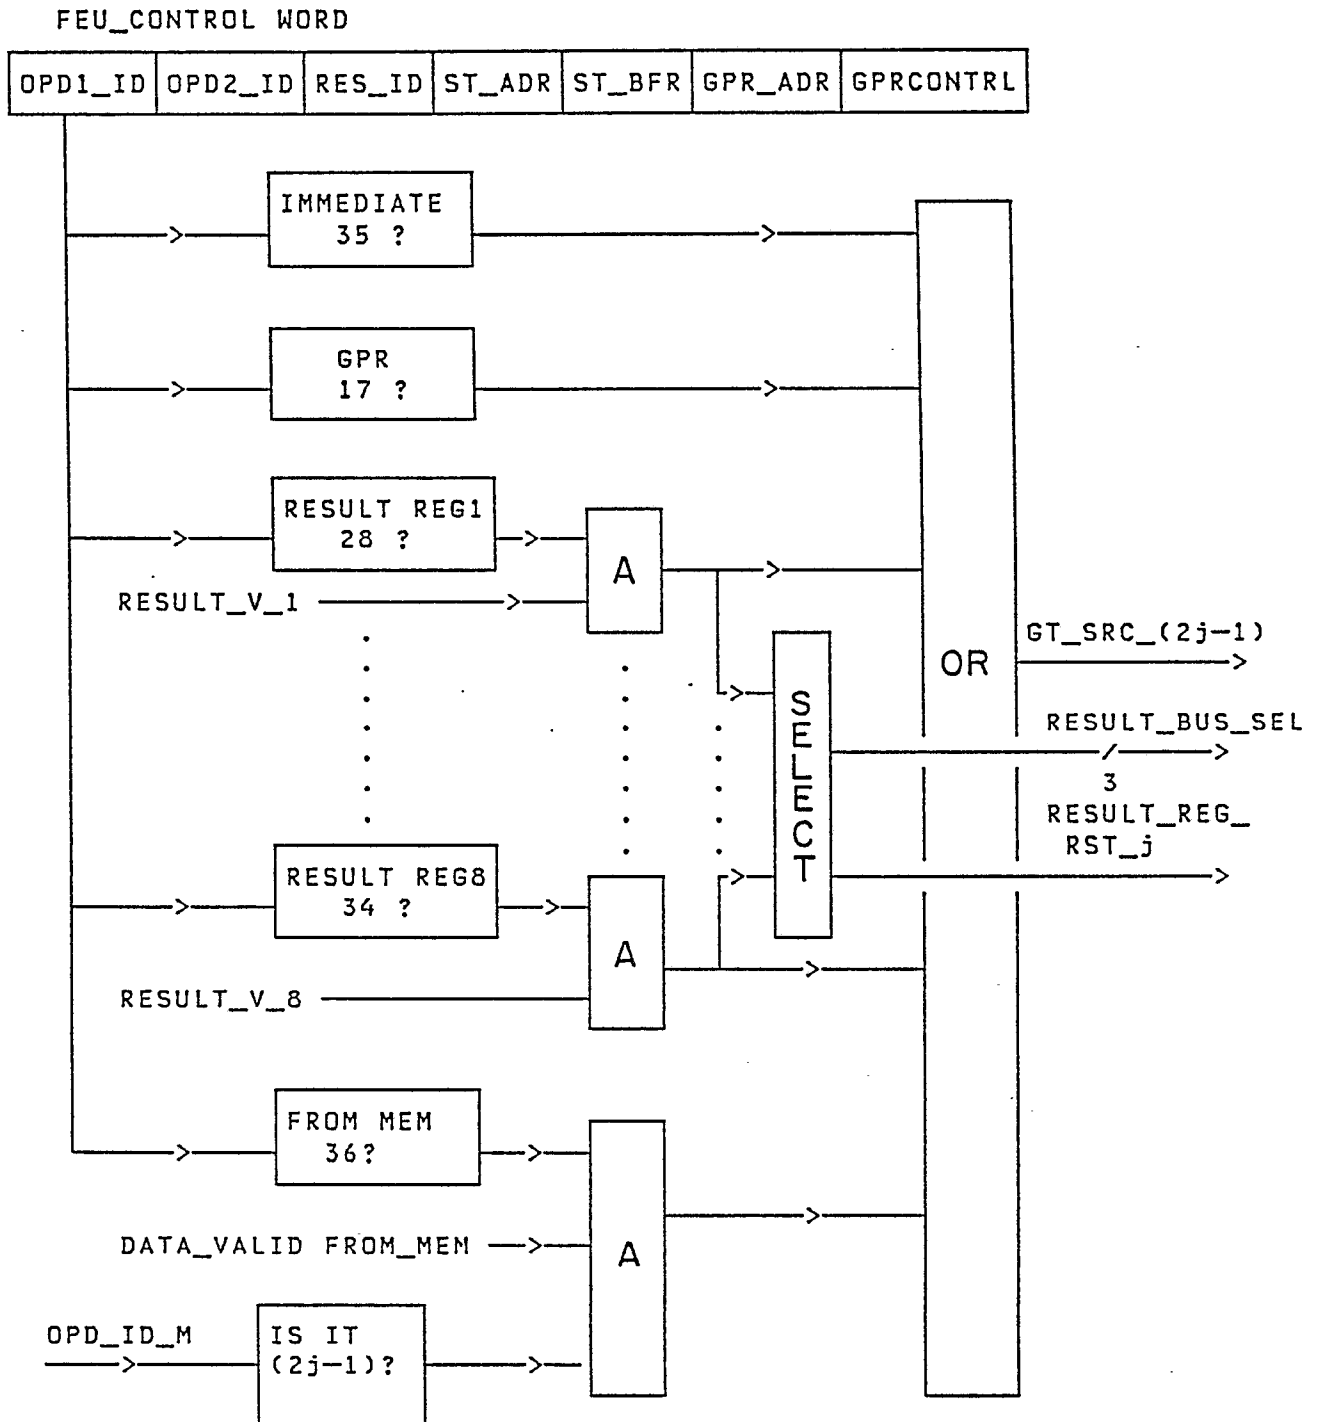 FEU_CONTROL WORD
OPD1_ID OPD2_ID RES_ID ST_ADR ST_BFR GPR_ADR GPRCONTRL
IMMEDIATE
35 ?
GPR
17 ?
RESULT REG1
28 ?
A
RESULT_V_1
GT_SRC_(2j-1)
OR
SELECT
RESULT_BUS_SEL
3
RESULT_REG_
RST_j
RESULT REG8
34 ?
A
RESULT_V_8
FROM MEM
36?
DATA_VALID FROM_MEM
A
OPD_ID_M
IS IT
(2j-1)?